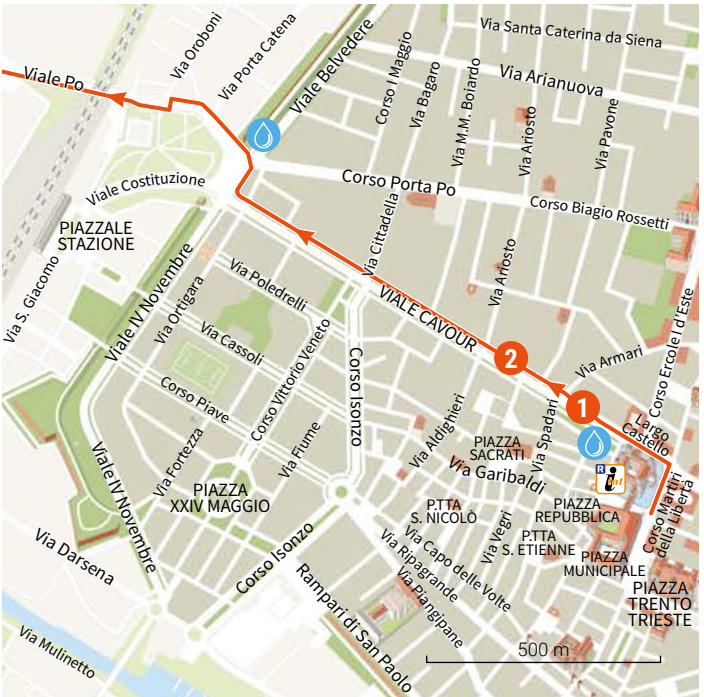 Via Santa Caterina da Siena
Via Oroboni
Via Porta Catena
Viale Belvedere
Corso I Maggio
Via Bagaro
Via M.M. Boiardo
Via Arianuova
Via Ariosto
Via Pavone
Viale Po
Corso Porta Po
Corso Biagio Rossetti
Viale Costituzione
PIAZZALE
STAZIONE
Via Cittadella
Via Ariosto
Via S. Giacomo
Viale IV Novembre
Via Ortigara
Via Poledrelli
Via Cassoli
Corso Piave
Corso Vittorio Veneto
Corso Isonzo
VIALE CAVOUR
2
1
Via Armari
Corso Ercole I d'Este
Largo
Castello
Via Aldighieri
PIAZZA
SACRATI
Via Spadari
Via Garibaldi
R
i
Corso Martiri
della Libertà
Viale IV Novembre
Via Fortezza
Via Fiume
PIAZZA
XXIV MAGGIO
P.TTA
S. NICOLÒ
Via Vegri
PIAZZA
REPUBBLICA
P.TTA
S. ETIENNE
PIAZZA
MUNICIPALE
PIAZZA
TRENTO
TRIESTE
Via Darsena
Corso Isonzo
Via Capo delle Volte
Via Ripagrande
Via Piangipane
Rampari di San Paolo
Via Mulinetto
500 m